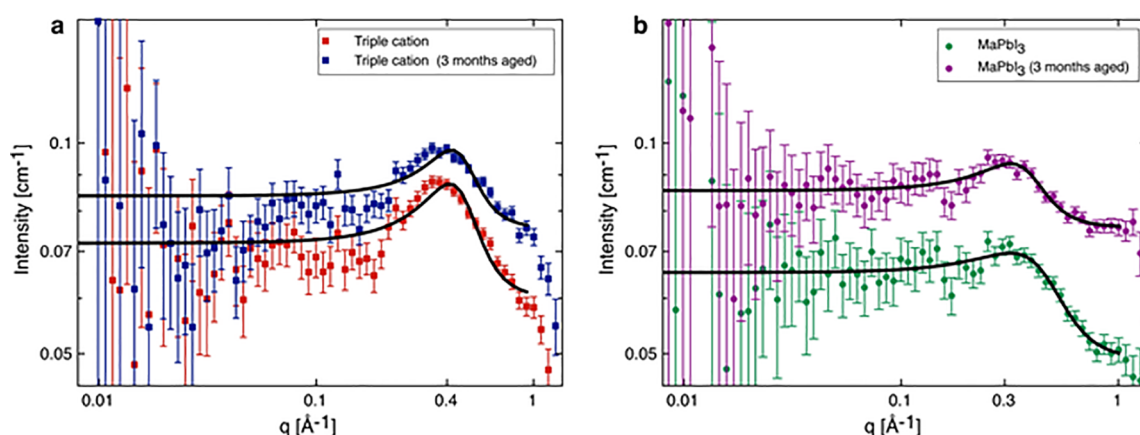 a
Triple cation
Triple cation (3 months aged)
Intensity [cm-1]
0.1
0.07
0.05
0.01
0.1
0.4
1
q [Å-1]
b
MaPbI3
MaPbI3 (3 months aged)
Intensity [cm-1]
0.1
0.07
0.05
0.01
0.1
0.3
1
q [Å-1]